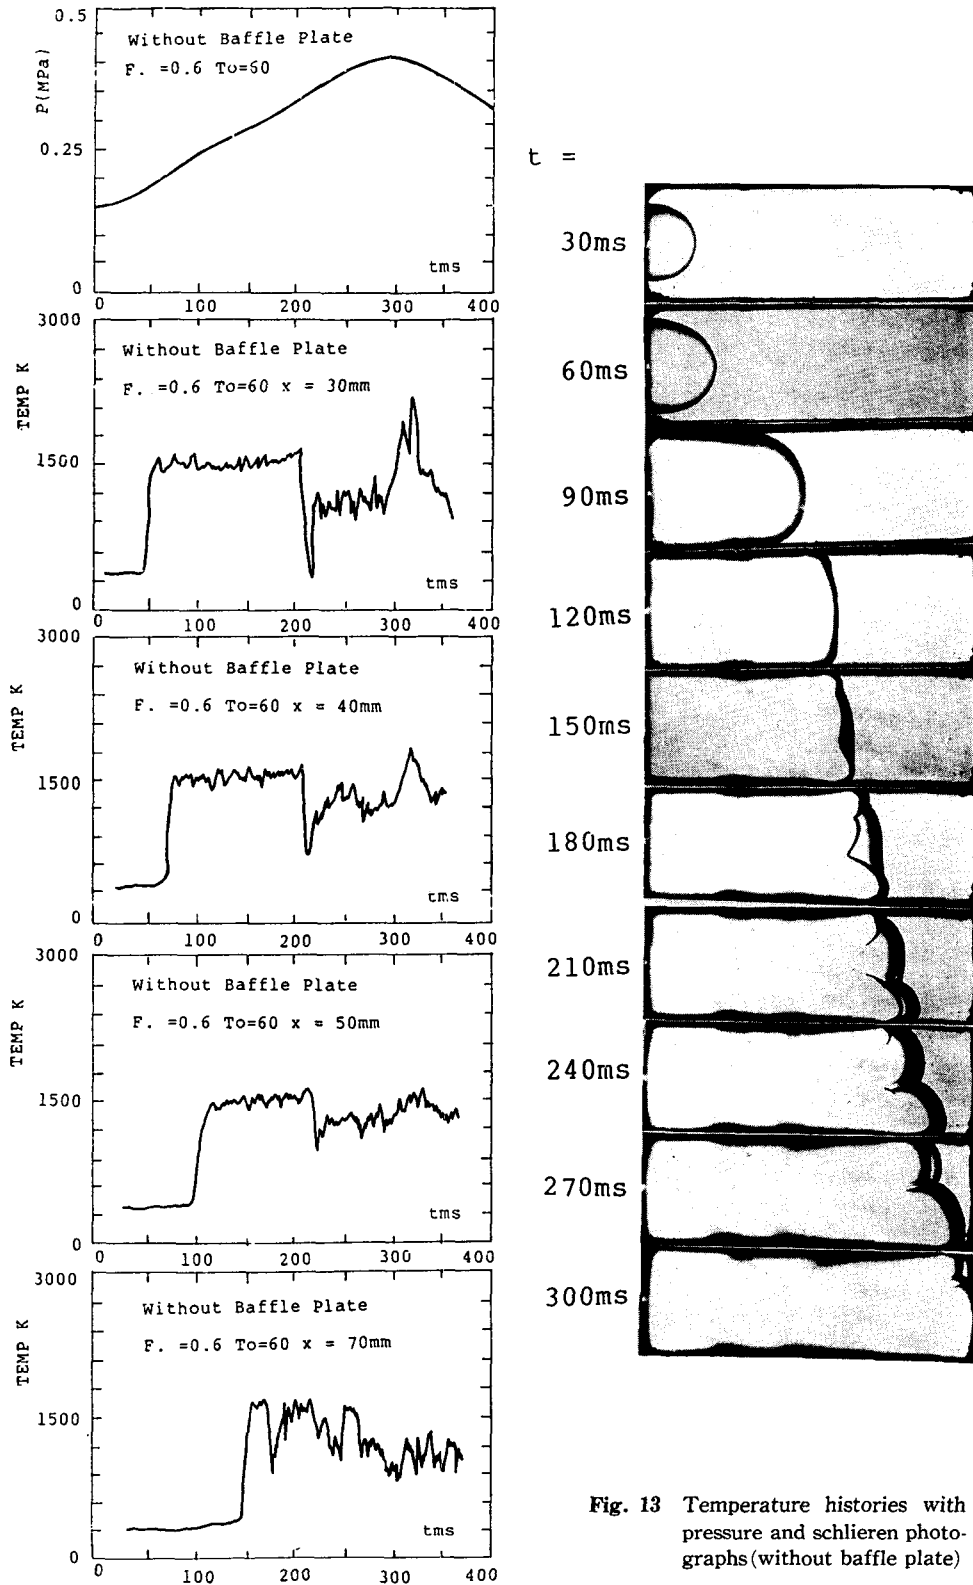 0.5
Without Baffle Plate
F. =0.6 To=60
P(MPa)
0.25
tms
0
0 100 200 300 400
3000
Without Baffle Plate
F. =0.6 To=60 x = 30mm
TEMP K
1500
tms
0
0 100 200 300 400
3000
Without Baffle Plate
F. =0.6 To=60 x = 40mm
TEMP K
1500
tms
0
0 100 200 300 400
3000
Without Baffle Plate
F. =0.6 To=60 x = 50mm
TEMP K
1500
tms
0
0 100 200 300 400
3000
Without Baffle Plate
F. =0.6 To=60 x = 70mm
TEMP K
1500
tms
0
0 100 200 300 400
t =
30ms
60ms
90ms
120ms
150ms
180ms
210ms
240ms
270ms
300ms
Fig. 13 Temperature histories with
pressure and schlieren photo-
graphs(without baffle plate)